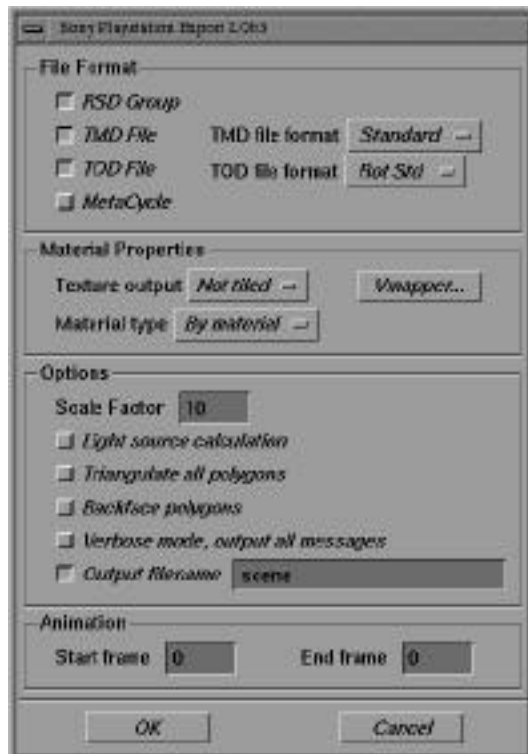 Sony Playstation Export 1.0b3
File Format
RSD Group
TMD File TMD file format Standard
TOD File TOD file format Rot Std
MetaCycle
Material Properties
Texture output Not tiled Vwapper...
Material type By material
Options
Scale Factor 10
Light source calculation
Triangulate all polygons
Backface polygons
Verbose mode, output all messages
Output filename scene
Animation
Start frame 0 End frame 0
OK Cancel